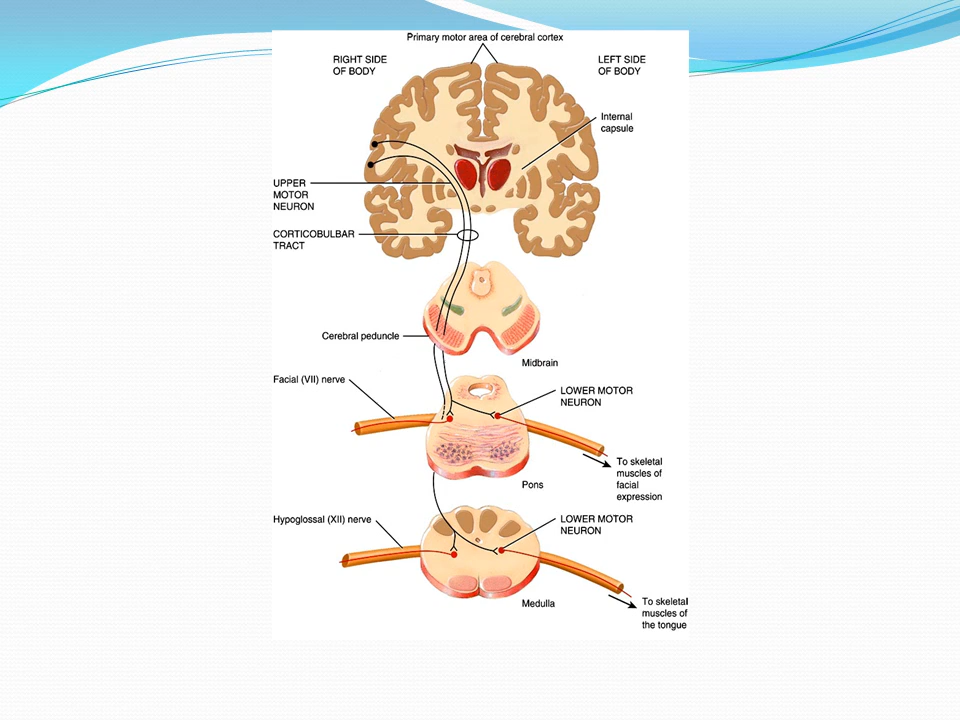 Primary motor area of cerebral cortex
RIGHT SIDE
OF BODY
LEFT SIDE
OF BODY
Internal
capsule
UPPER
MOTOR
NEURON
CORTICOBULBAR
TRACT
Cerebral peduncle
Midbrain
Facial (VII) nerve
LOWER MOTOR
NEURON
To skeletal
muscles of
facial
expression
Pons
Hypoglossal (XII) nerve
LOWER MOTOR
NEURON
Medulla
To skeletal
muscles of
the tongue